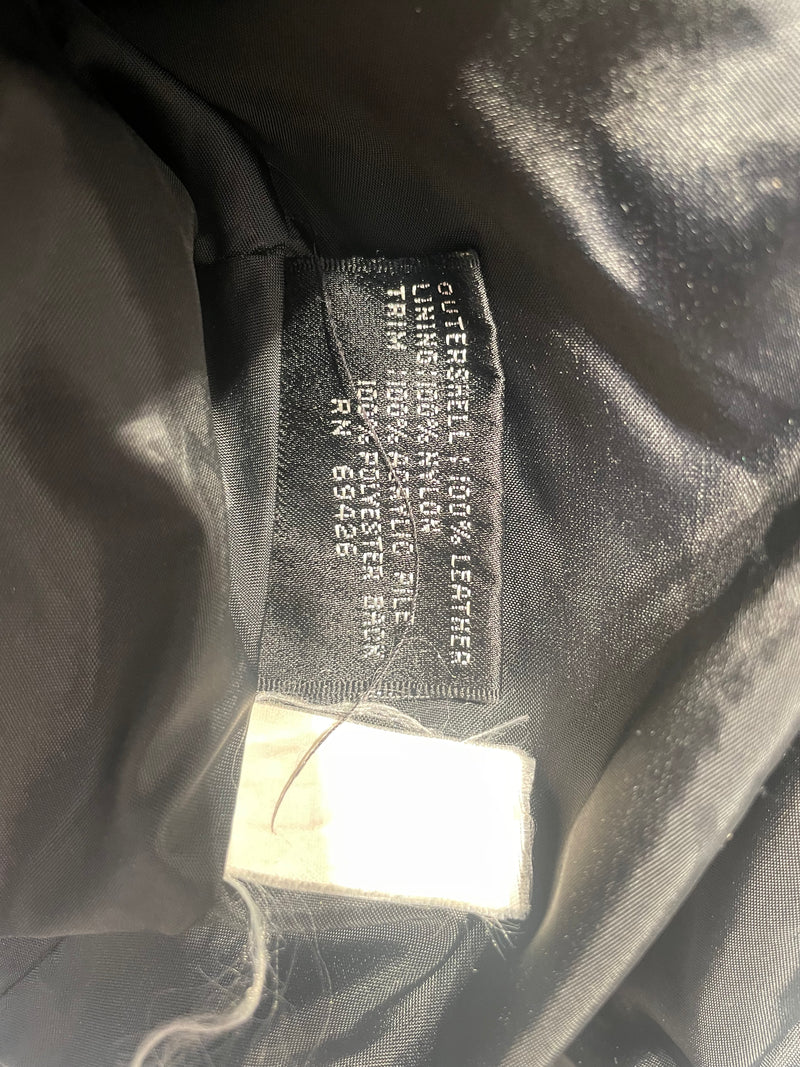 OUTERSHELL : 100% LEATHER
LINING 100% NYLON
TRIM : 100% ACRYLIC PILE
100% POLYESTER BACK
RN 69426